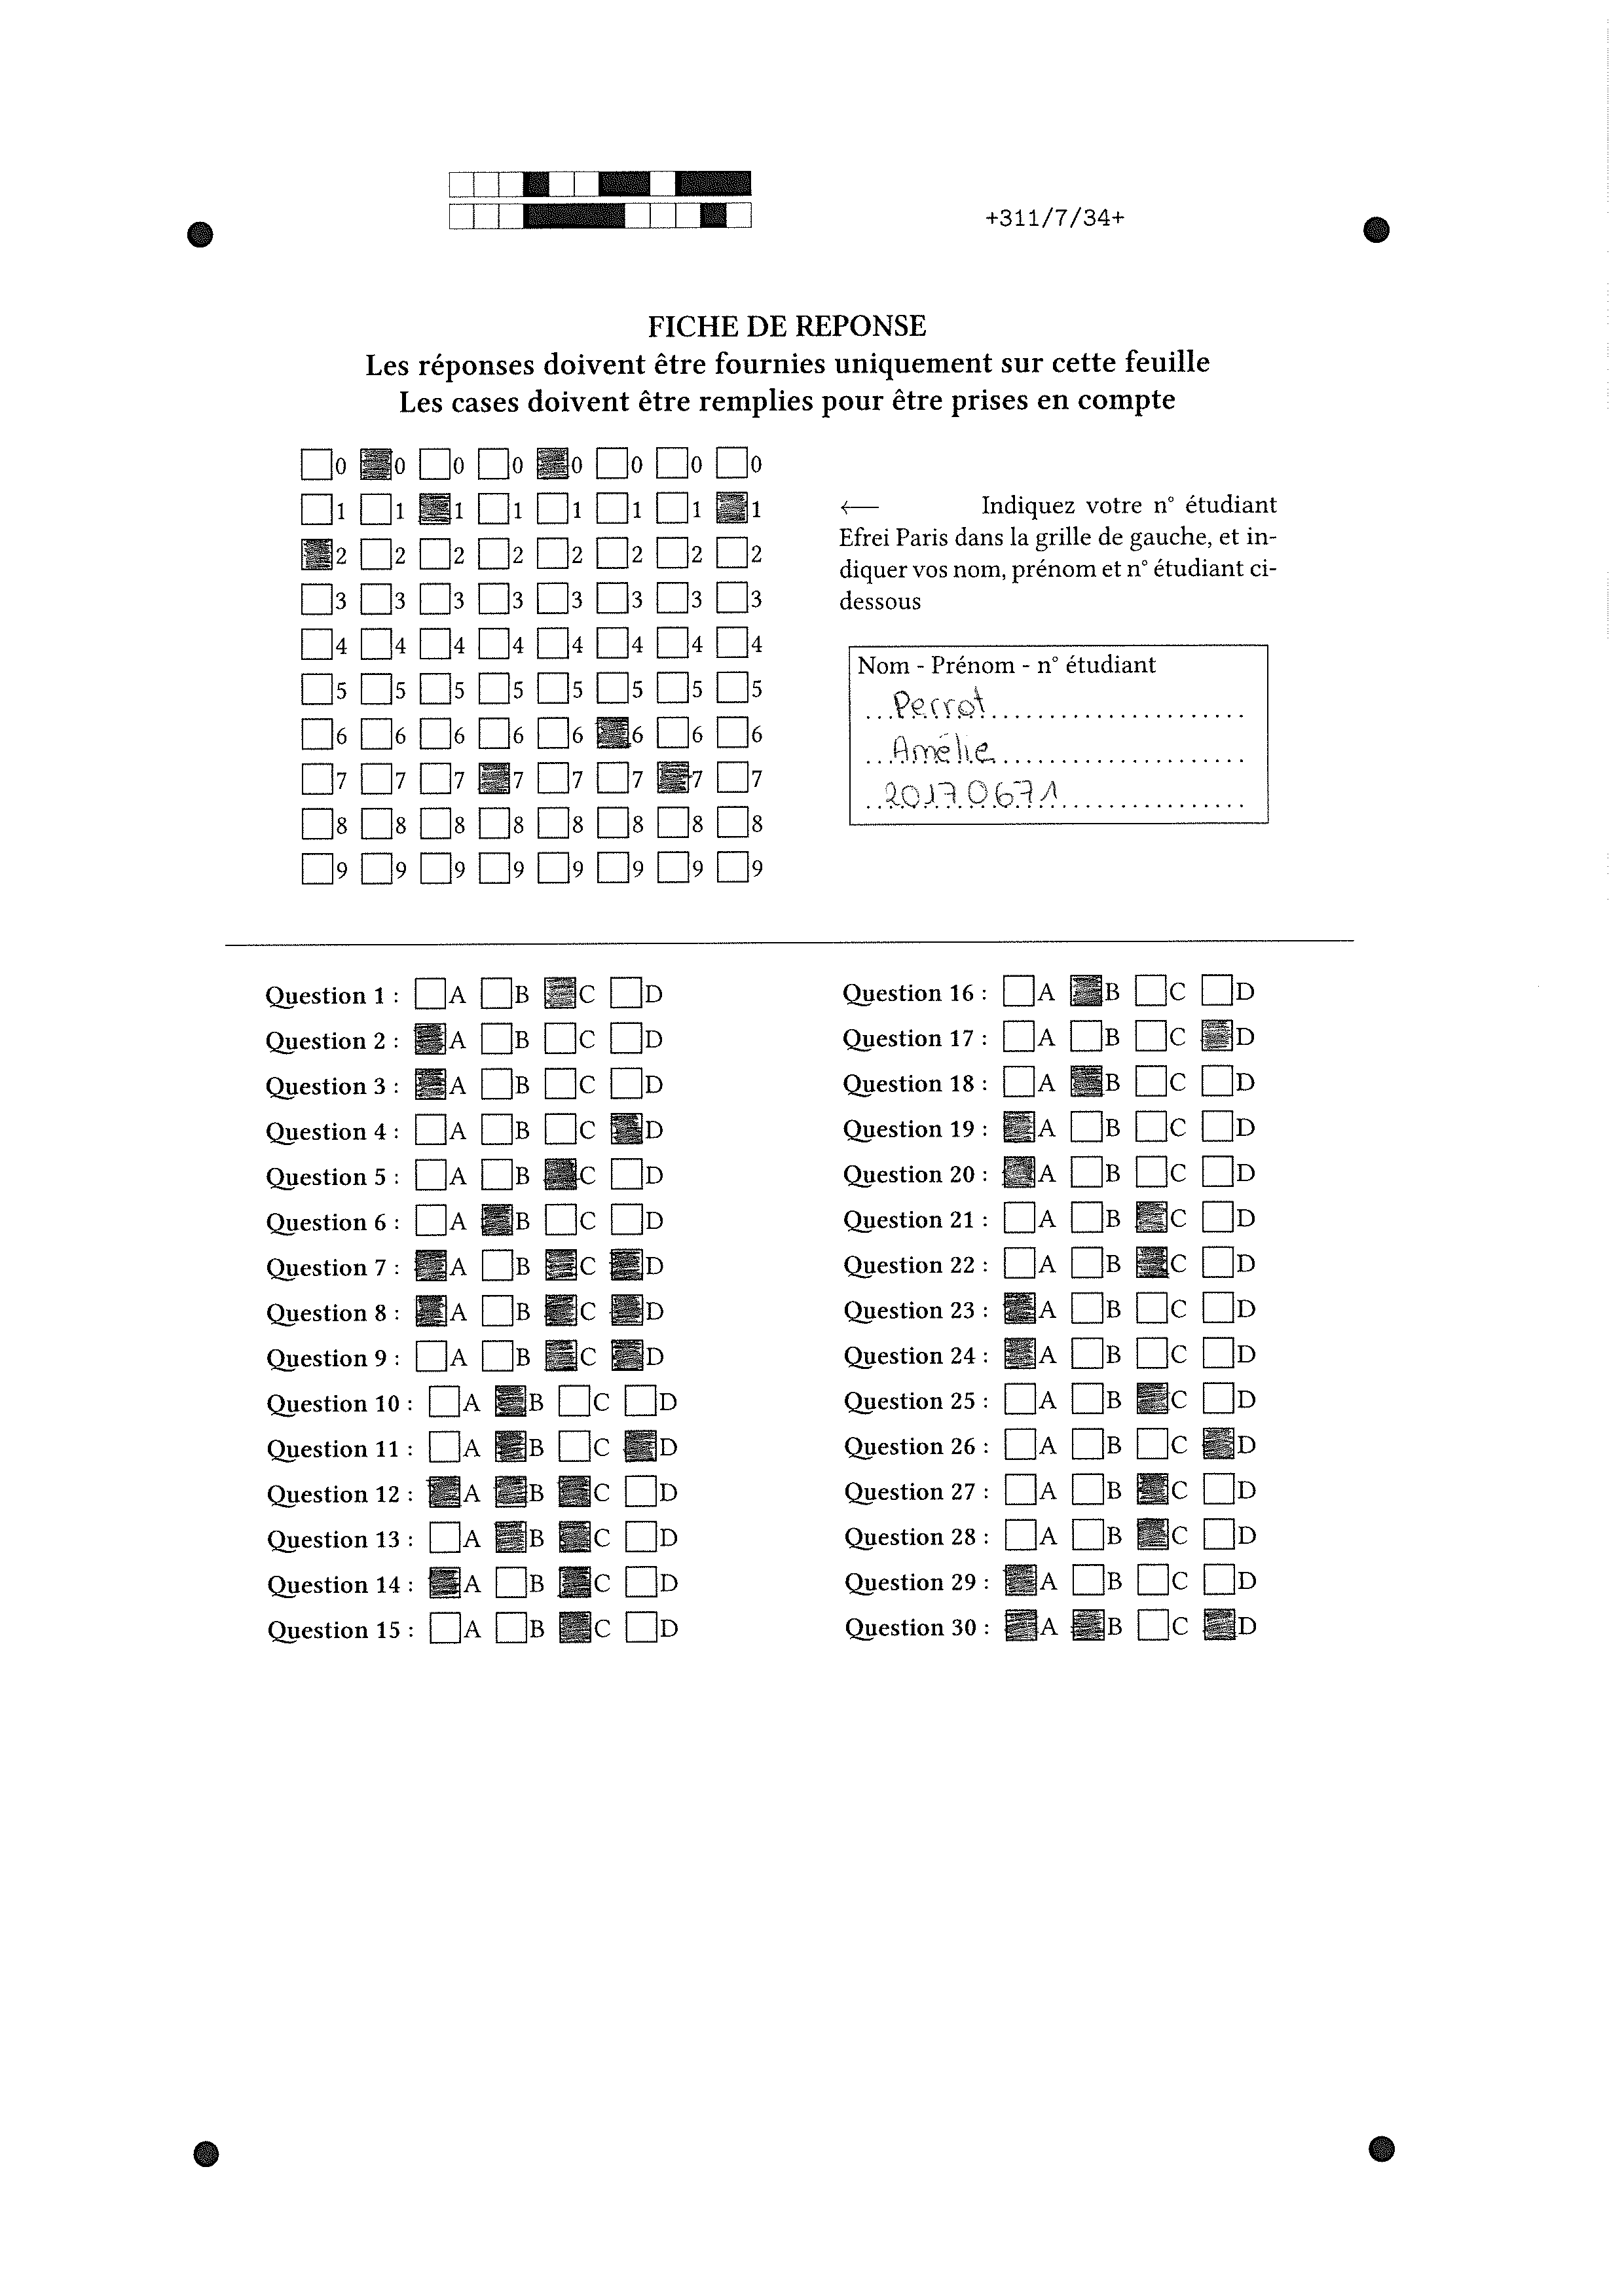 +311/7/34+
FICHE DE REPONSE
Les réponses doivent être fournies uniquement sur cette feuille
Les cases doivent être remplies pour être prises en compte
0 0 0 0 0 0 0 0
1 1 1 1 1 1 1 1
2 2 2 2 2 2 2 2
3 3 3 3 3 3 3 3
4 4 4 4 4 4 4 4
5 5 5 5 5 5 5 5
6 6 6 6 6 6 6 6
7 7 7 7 7 7 7 7
8 8 8 8 8 8 8 8
9 9 9 9 9 9 9 9
← Indiquez votre n° étudiant
Efrei Paris dans la grille de gauche, et in-
diquer vos nom, prénom et n° étudiant ci-
dessous
Nom - Prénom - n° étudiant
Perrot
Amélie
20170671
Question 1 : A B C D
Question 2 : A B C D
Question 3 : A B C D
Question 4 : A B C D
Question 5 : A B C D
Question 6 : A B C D
Question 7 : A B C D
Question 8 : A B C D
Question 9 : A B C D
Question 10 : A B C D
Question 11 : A B C D
Question 12 : A B C D
Question 13 : A B C D
Question 14 : A B C D
Question 15 : A B C D
Question 16 : A B C D
Question 17 : A B C D
Question 18 : A B C D
Question 19 : A B C D
Question 20 : A B C D
Question 21 : A B C D
Question 22 : A B C D
Question 23 : A B C D
Question 24 : A B C D
Question 25 : A B C D
Question 26 : A B C D
Question 27 : A B C D
Question 28 : A B C D
Question 29 : A B C D
Question 30 : A B C D